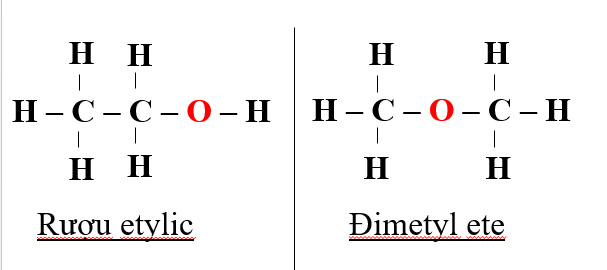 H H
H – C – C – O – H
H H
Rượu etylic
H H
H – C – O – C – H
H H
Đimetyl ete